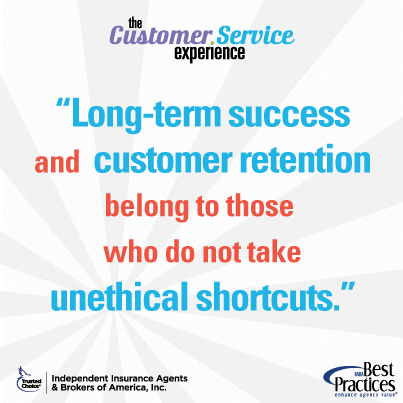 the
Customer.Service
experience
“Long-term success
and customer retention
belong to those
who do not take
unethical shortcuts.”
Trusted Choice®
Independent Insurance Agents
& Brokers of America, Inc.
IIABA Best
Practices
enhance agency value®